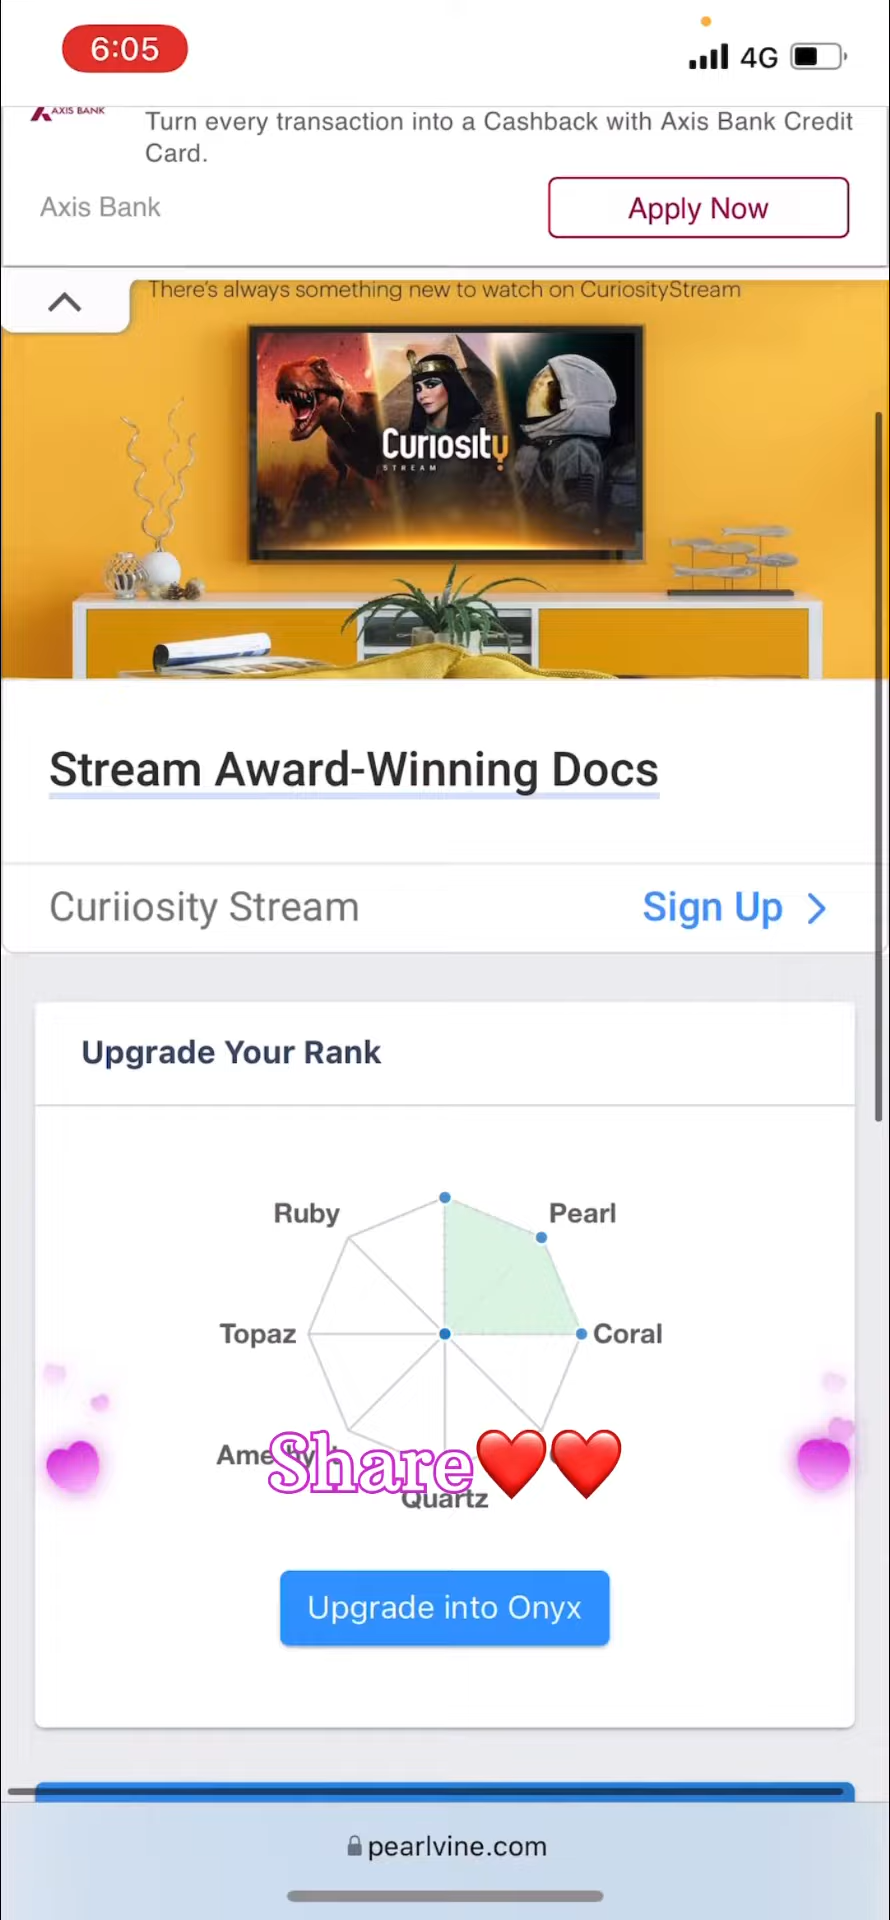 6:05
4G
AXIS BANK
Turn every transaction into a Cashback with Axis Bank Credit
Card.
Axis Bank
Apply Now
There's always something new to watch on CuriosityStream
Curiosity
STREAM
Stream Award-Winning Docs
Curiiosity Stream
Sign Up
Upgrade Your Rank
Ruby
Pearl
Topaz
Coral
Share❤️❤️
Quartz
Upgrade into Onyx
pearlvine.com